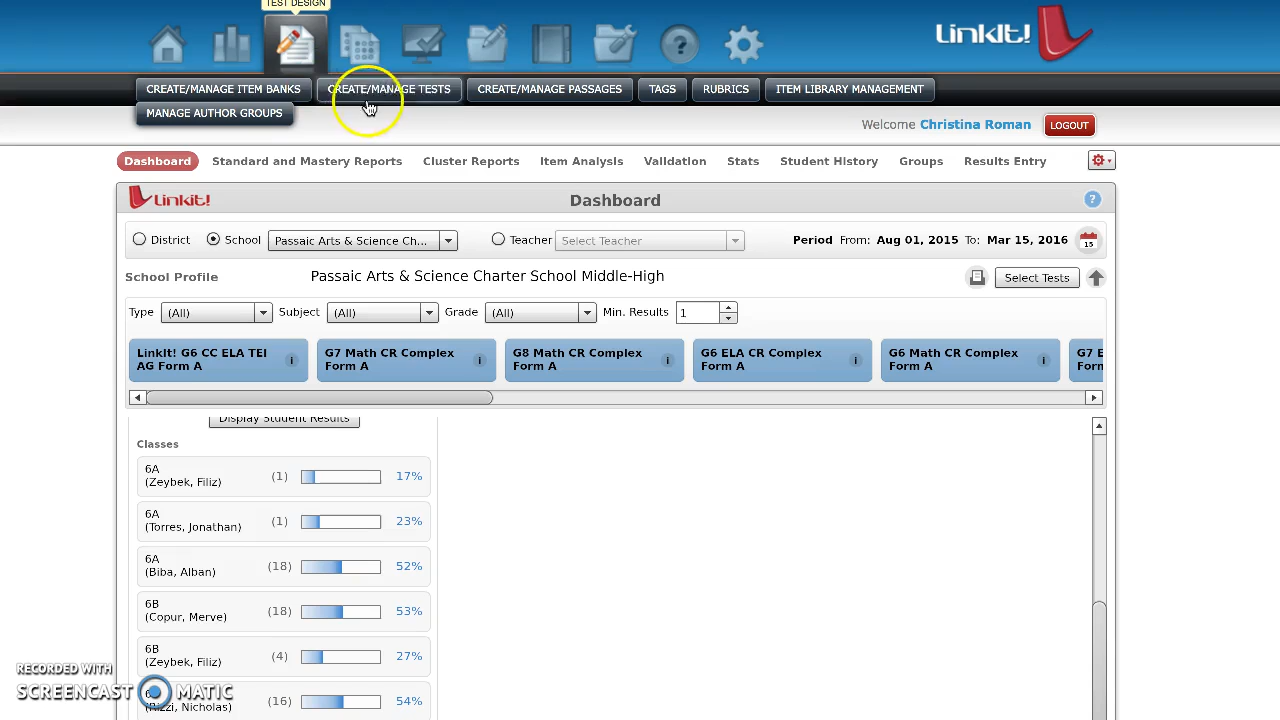 TEST DESIGN
LinkIt!
CREATE/MANAGE ITEM BANKS CREATE/MANAGE TESTS CREATE/MANAGE PASSAGES TAGS RUBRICS ITEM LIBRARY MANAGEMENT
MANAGE AUTHOR GROUPS
Welcome Christina Roman LOGOUT
Dashboard Standard and Mastery Reports Cluster Reports Item Analysis Validation Stats Student History Groups Results Entry
LinkIt! Dashboard ?
District School Passaic Arts & Science Ch... Teacher Select Teacher Period From: Aug 01, 2015 To: Mar 15, 2016 15
School Profile Passaic Arts & Science Charter School Middle-High Select Tests
Type (All) Subject (All) Grade (All) Min. Results 1
LinkIt! G6 CC ELA TEI G7 Math CR Complex G8 Math CR Complex G6 ELA CR Complex G6 Math CR Complex G7 E
AG Form A i Form A i Form A i Form A i Form A i Form
Display Student Results
Classes
6A
(Zeybek, Filiz) (1) 17%
6A
(Torres, Jonathan) (1) 23%
6A
(Biba, Alban) (18) 52%
6B
(Copur, Merve) (18) 53%
6B
(Zeybek, Filiz) (4) 27%
(Rizzi, Nicholas) (16) 54%
RECORDED WITH
SCREENCAST MATIC